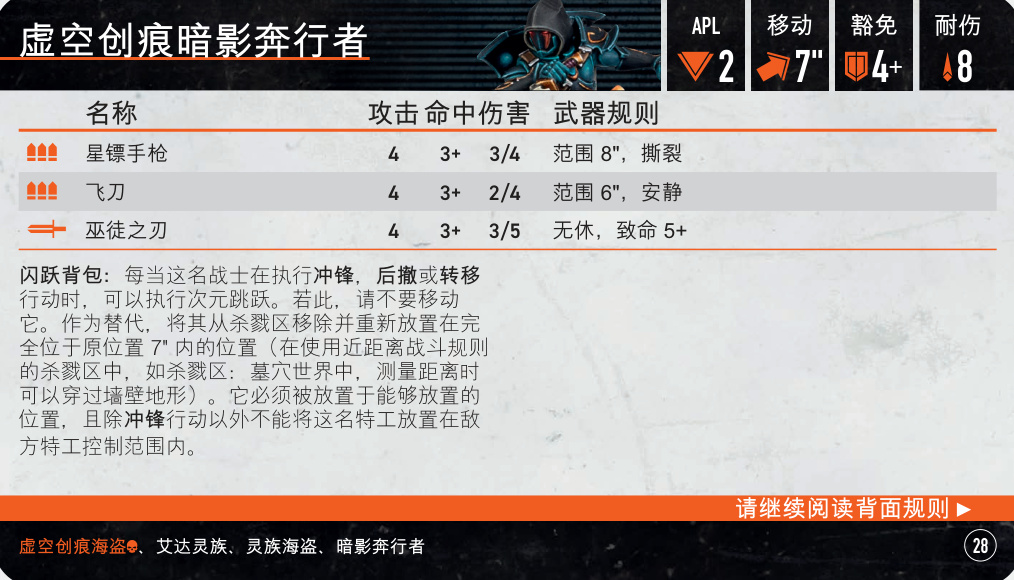 虚空创痕暗影奔行者
APL 移动 豁免 耐伤
2 7" 4+ 8
名称 攻击 命中 伤害 武器规则
星镖手枪 4 3+ 3/4 范围 8"，撕裂
飞刀 4 3+ 2/4 范围 6"，安静
巫徒之刃 4 3+ 3/5 无休，致命 5+
闪跃背包：每当这名战士在执行冲锋，后撤或转移
行动时，可以执行次元跳跃。若此，请不要移动
它。作为替代，将其从杀戮区移除并重新放置在完
全位于原位置 7" 内的位置（在使用近距离战斗规则
的杀戮区中，如杀戮区：墓穴世界中，测量距离时
可以穿过墙壁地形）。它必须被放置于能够放置的
位置，且除冲锋行动以外不能将这名特工放置在敌
方特工控制范围内。
请继续阅读背面规则 ▶
虚空创痕海盗、艾达灵族、灵族海盗、暗影奔行者
28